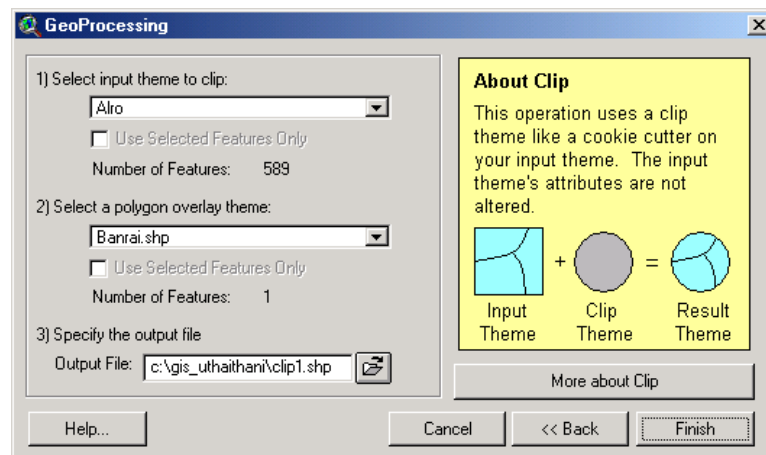 GeoProcessing
1) Select input theme to clip:
Alro
Use Selected Features Only
Number of Features: 589
2) Select a polygon overlay theme:
Banrai.shp
Use Selected Features Only
Number of Features: 1
3) Specify the output file
Output File: c:\gis_uthaithani\clip1.shp
About Clip
This operation uses a clip
theme like a cookie cutter on
your input theme. The input
theme's attributes are not
altered.
+ =
Input Theme
Clip Theme
Result Theme
More about Clip
Help...
Cancel
<< Back
Finish